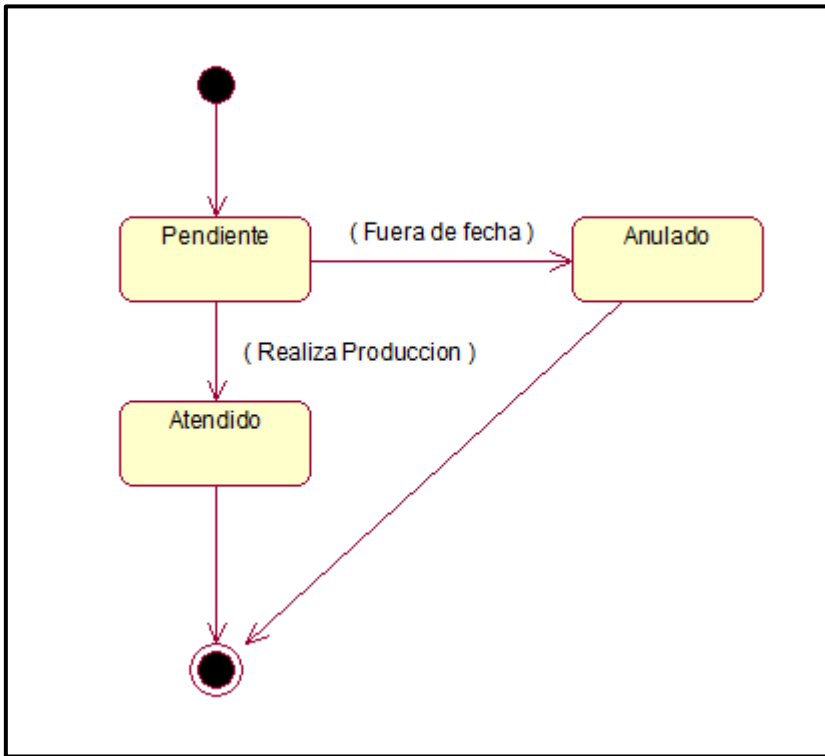 Pendiente
( Fuera de fecha )
Anulado
( Realiza Produccion )
Atendido